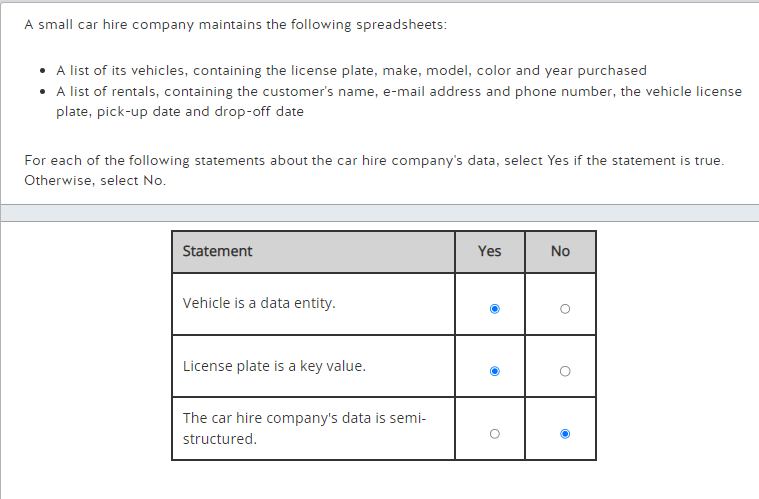 A small car hire company maintains the following spreadsheets:
• A list of its vehicles, containing the license plate, make, model, color and year purchased
• A list of rentals, containing the customer's name, e-mail address and phone number, the vehicle license
plate, pick-up date and drop-off date
For each of the following statements about the car hire company's data, select Yes if the statement is true.
Otherwise, select No.
Statement Yes No
Vehicle is a data entity.
License plate is a key value.
The car hire company's data is semi-
structured.